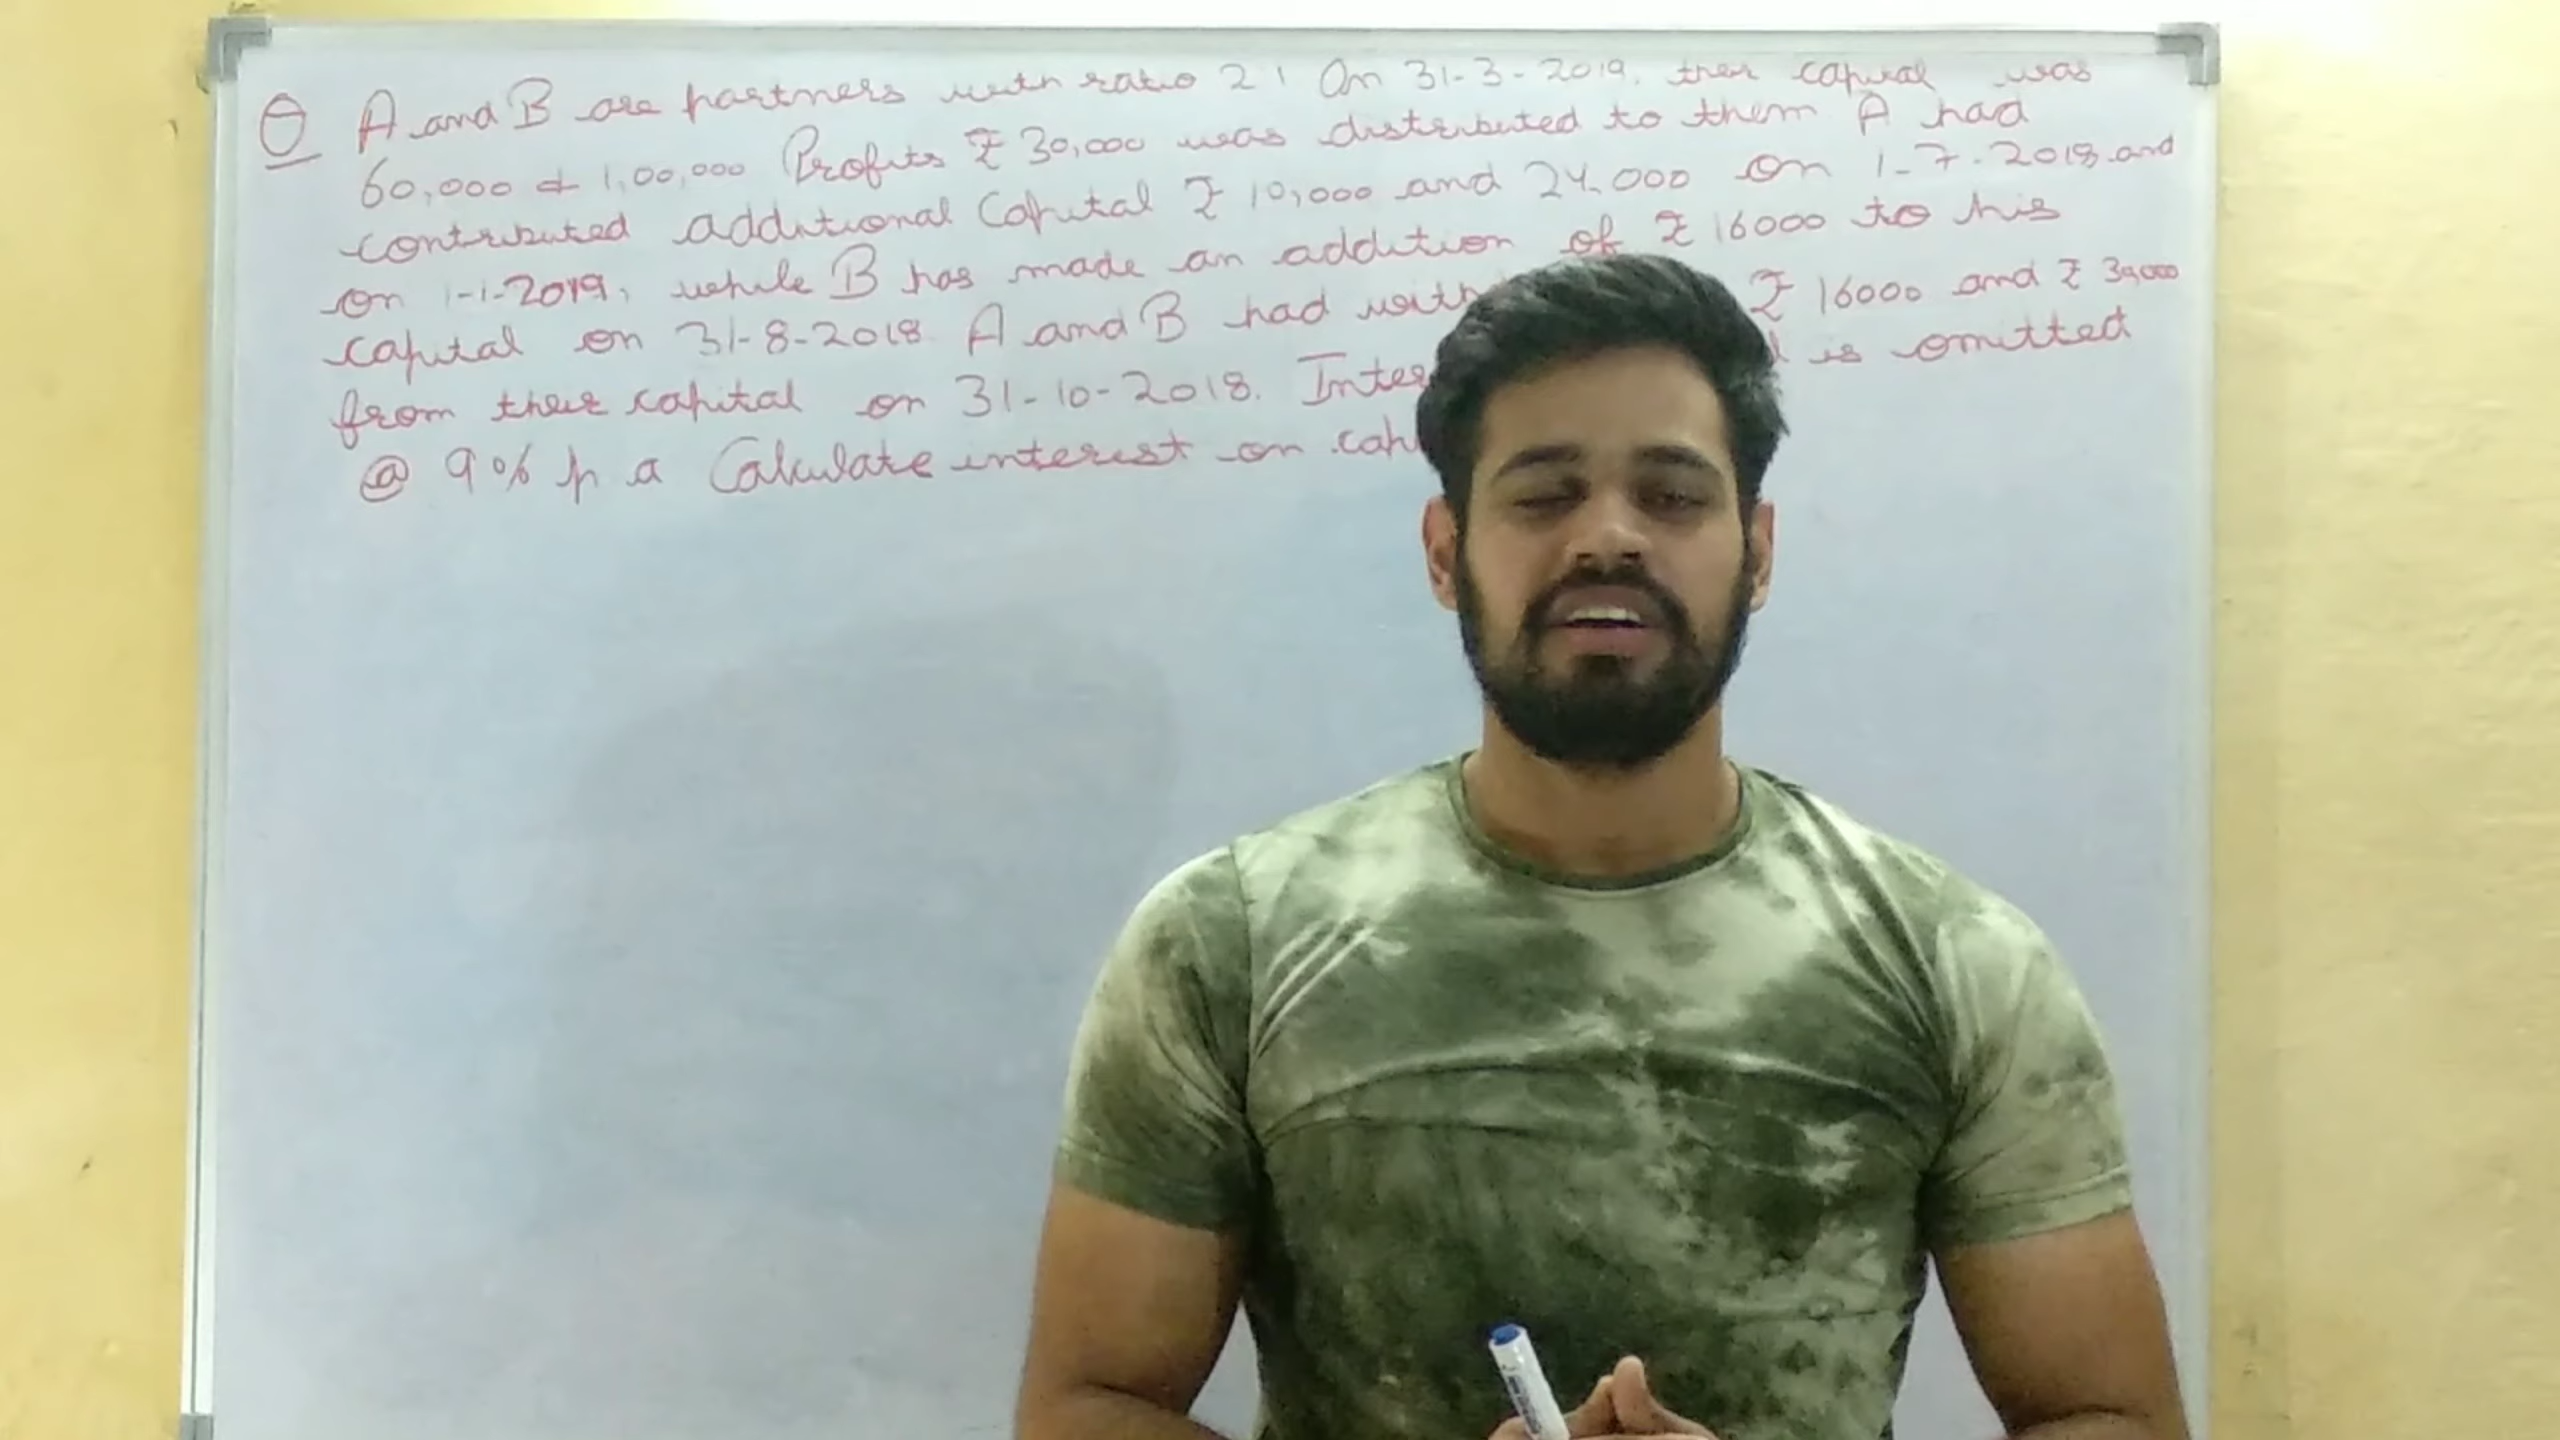 Q A and B are partners with ratio 2:1 On 31-3-2019, their capital was
60,000 & 1,00,000 Profits ₹ 30,000 was distributed to them A had
contributed additional Capital ₹ 10,000 and 24,000 on 1-7-2018 and
on 1-1-2019, while B has made an addition of ₹ 16000 to his
capital on 31-8-2018 A and B had ₹ 16000 and ₹
from their capital on 31-10-2018. is omitted
@ 9% p a Calculate interest on